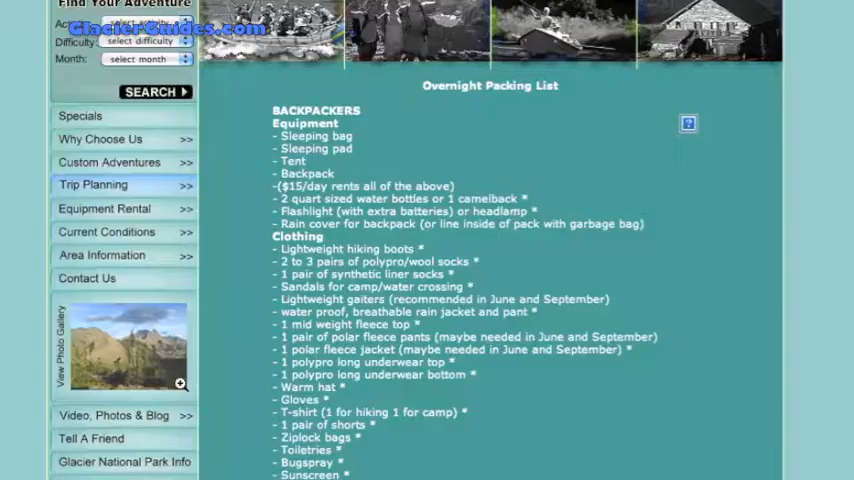 Find Your Adventure
GlacierGuides.com
Difficulty: select difficulty
Month: select month
SEARCH
Specials
Why Choose Us >>
Custom Adventures >>
Trip Planning >>
Equipment Rental >>
Current Conditions >>
Area Information >>
Contact Us
View Photo Gallery
Video, Photos & Blog >>
Tell A Friend
Glacier National Park Info
Overnight Packing List
BACKPACKERS
Equipment
- Sleeping bag
- Sleeping pad
- Tent
- Backpack
-($15/day rents all of the above)
- 2 quart sized water bottles or 1 camelback *
- Flashlight (with extra batteries) or headlamp *
- Rain cover for backpack (or line inside of pack with garbage bag)
Clothing
- Lightweight hiking boots *
- 2 to 3 pairs of polypro/wool socks *
- 1 pair of synthetic liner socks *
- Sandals for camp/water crossing *
- Lightweight gaiters (recommended in June and September)
- water proof, breathable rain jacket and pant *
- 1 mid weight fleece top *
- 1 pair of polar fleece pants (maybe needed in June and September)
- 1 polar fleece jacket (maybe needed in June and September) *
- 1 polypro long underwear top *
- 1 polypro long underwear bottom *
- Warm hat *
- Gloves *
- T-shirt (1 for hiking 1 for camp) *
- 1 pair of shorts *
- Ziplock bags *
- Toiletries *
- Bugspray *
- Sunscreen *